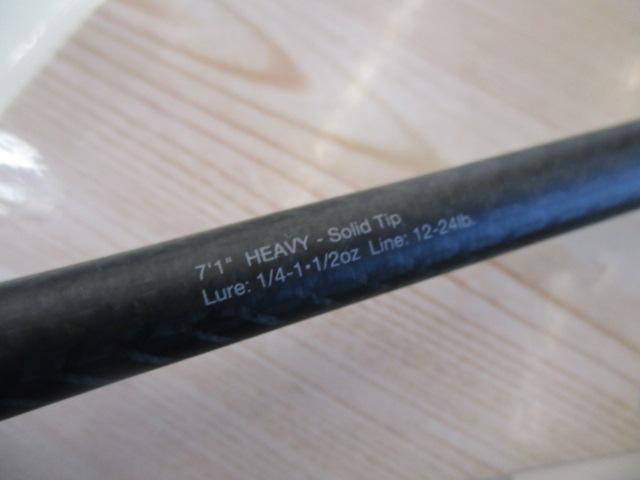 7'1" HEAVY - Solid Tip
Lure: 1/4-1•1/2oz Line: 12-24lb.